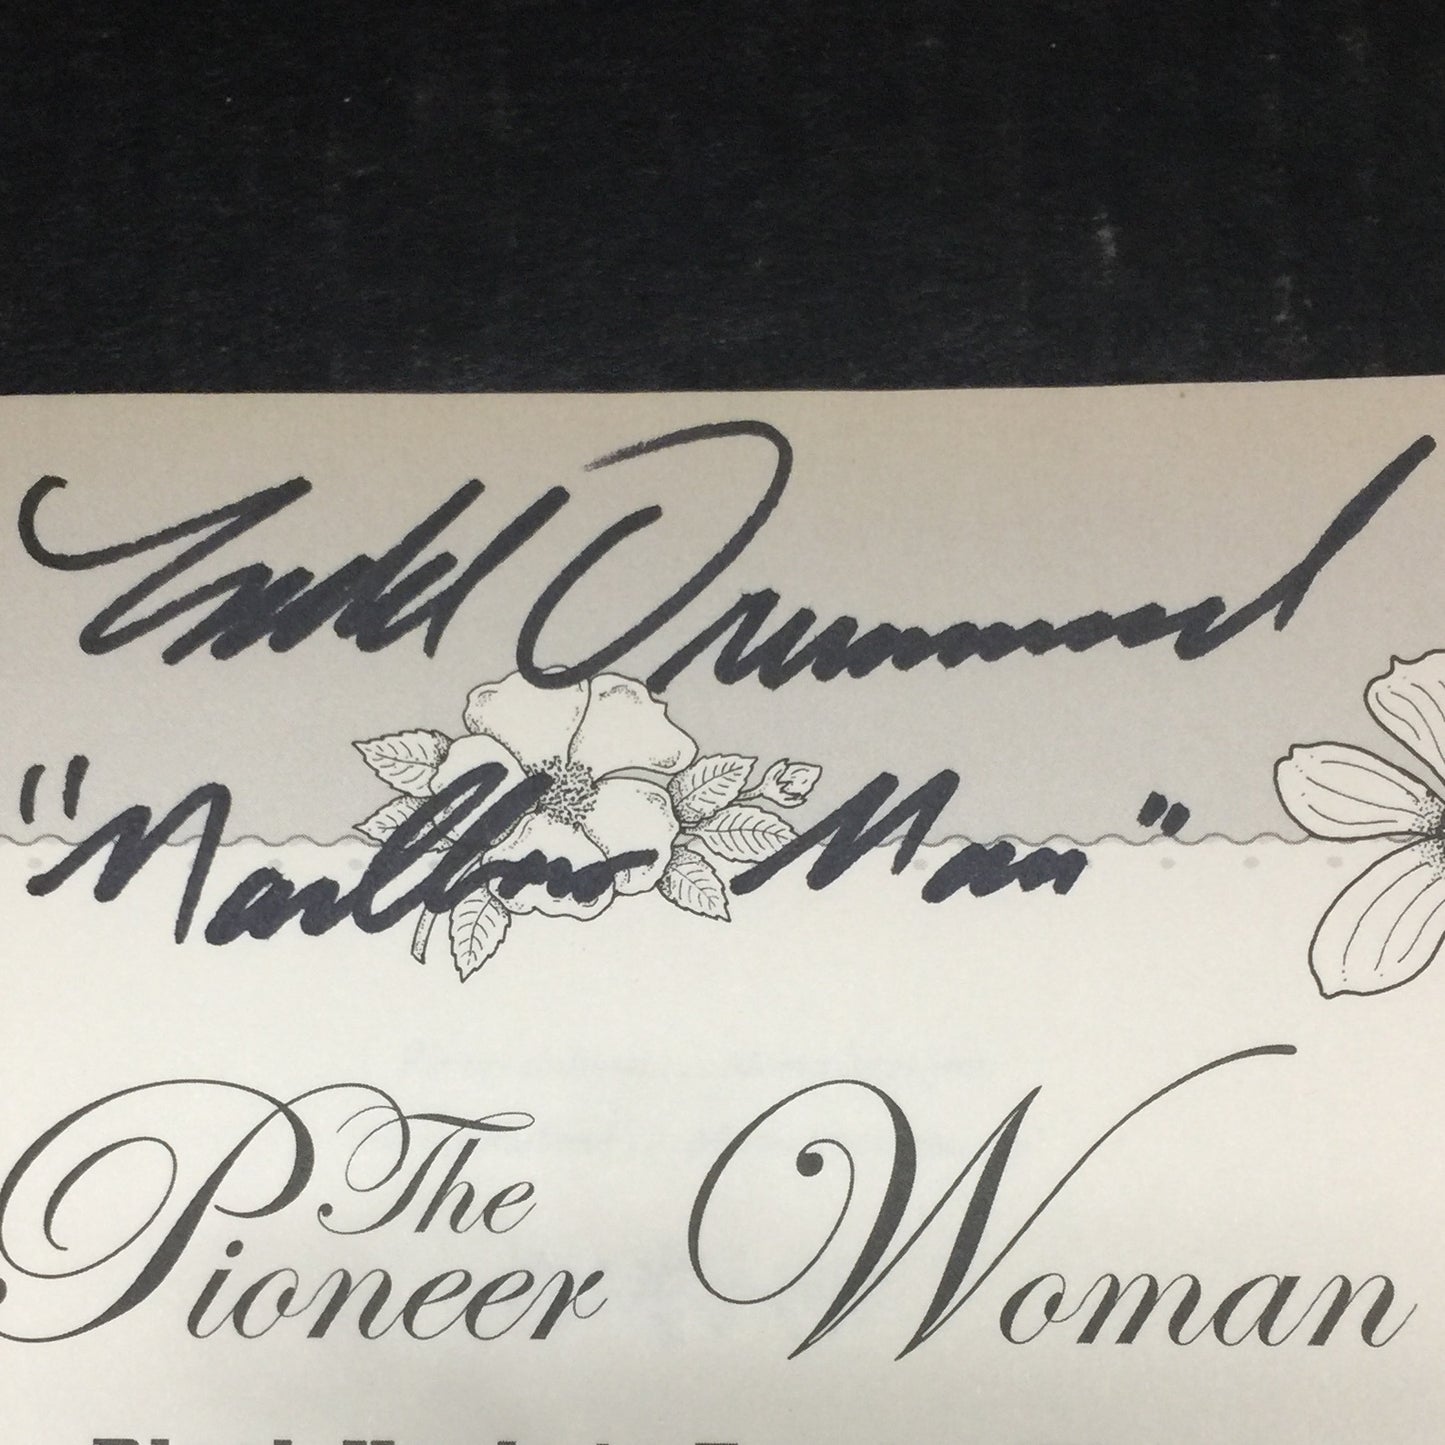 Ladd Drummond
"Marlboro Man"
The
Pioneer Woman